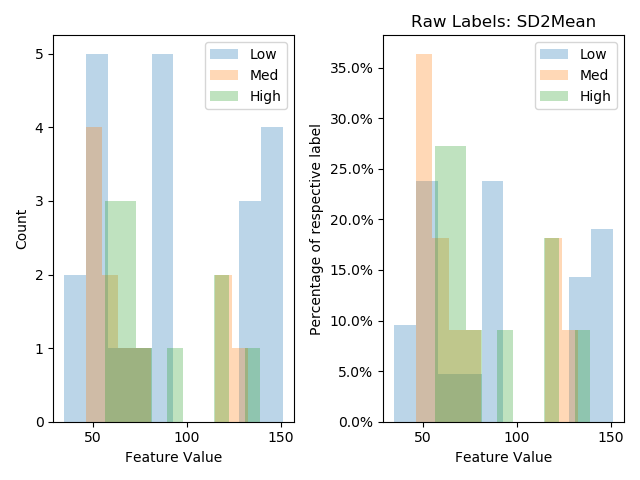 Raw Labels: SD2Mean
5
4
3
2
1
0
Count
50
100
150
Feature Value
Low
Med
High
35.0%
30.0%
25.0%
20.0%
15.0%
10.0%
5.0%
0.0%
Percentage of respective label
50
100
150
Feature Value
Low
Med
High